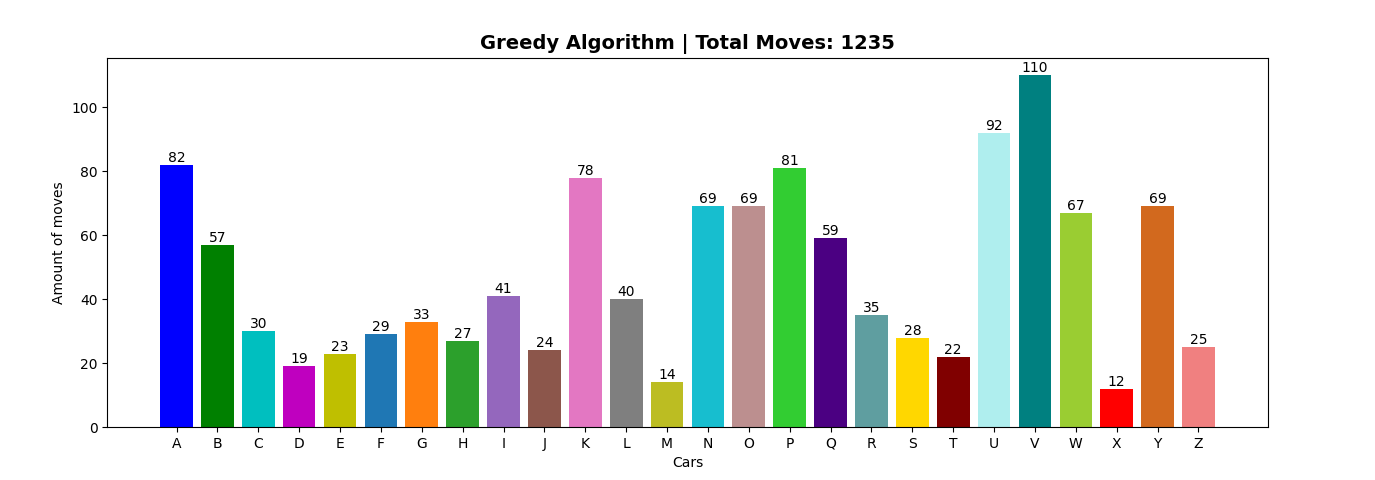 Greedy Algorithm | Total Moves: 1235
Amount of moves
100
80
60
40
20
0
82 57 30 19 23 29 33 27 41 24 78 40 14 69 69 81 59 35 28 22 92 110 67 12 69 25
A B C D E F G H I J K L M N O P Q R S T U V W X Y Z
Cars